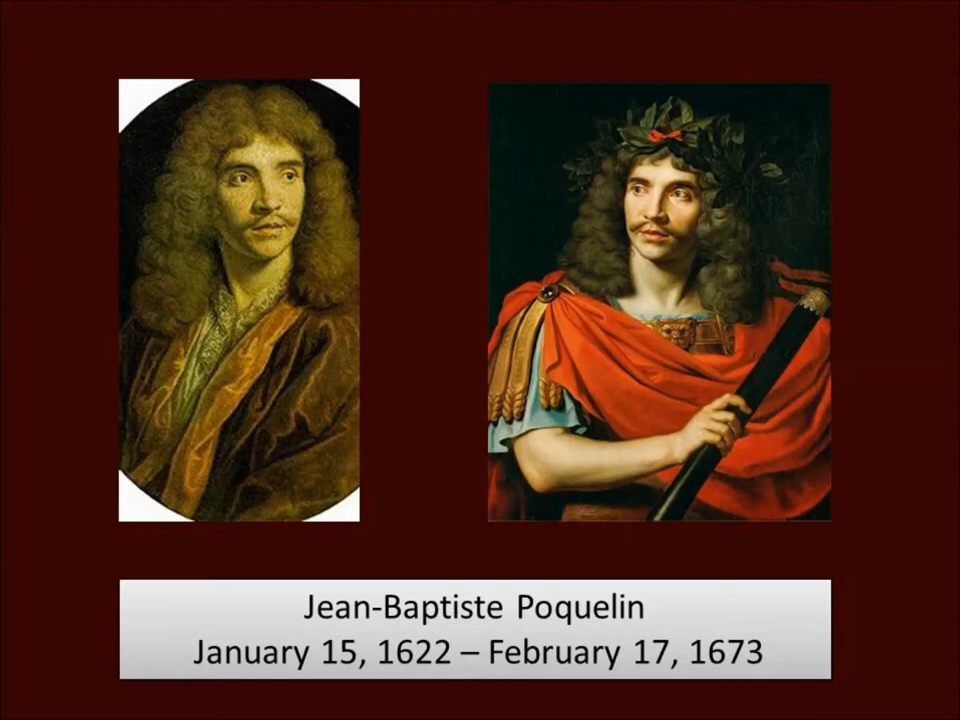 Jean-Baptiste Poquelin
January 15, 1622 – February 17, 1673